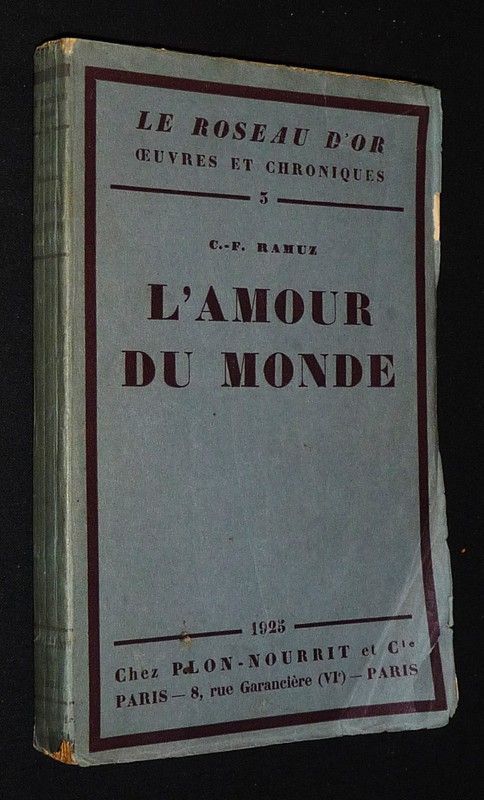 LE ROSEAU D'OR
ŒUVRES ET CHRONIQUES
3
C.-F. RAMUZ
L'AMOUR
DU MONDE
1925
Chez PLON-NOURRIT et Cie
PARIS — 8, rue Garancière (VIe) — PARIS